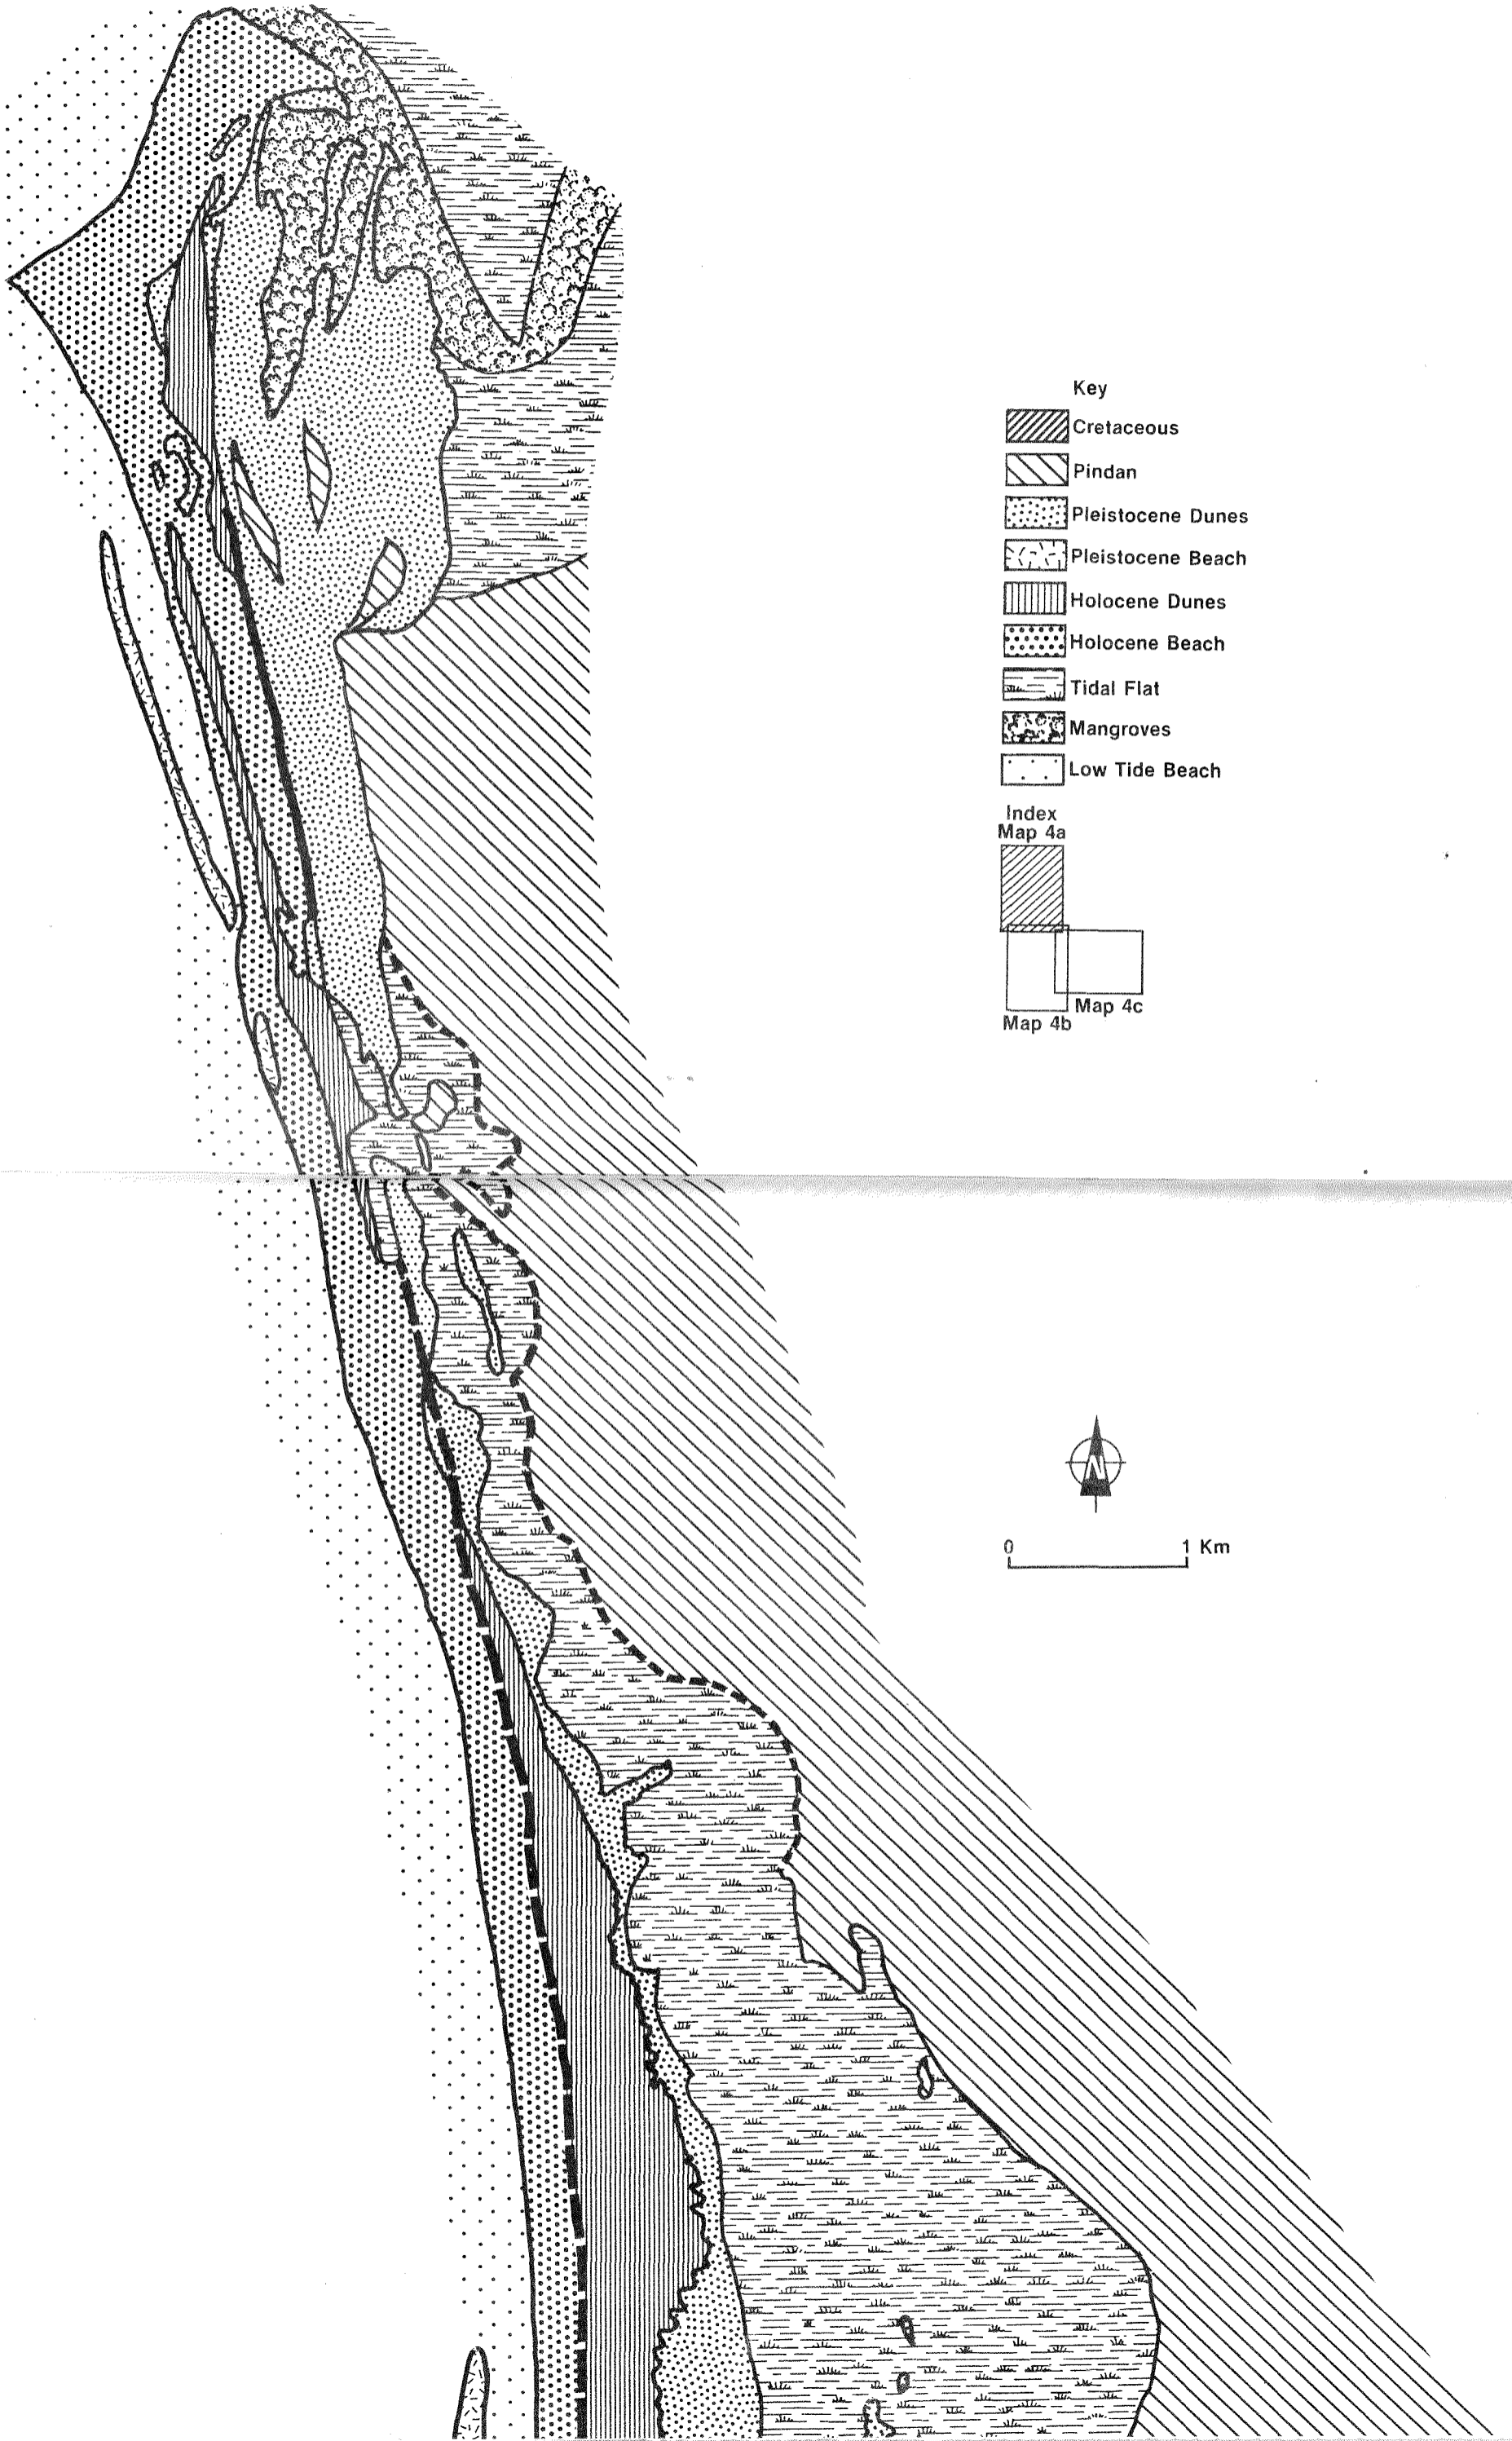 Key
Cretaceous
Pindan
Pleistocene Dunes
Pleistocene Beach
Holocene Dunes
Holocene Beach
Tidal Flat
Mangroves
Low Tide Beach
Index
Map 4a
Map 4c
Map 4b
N
0 1 Km